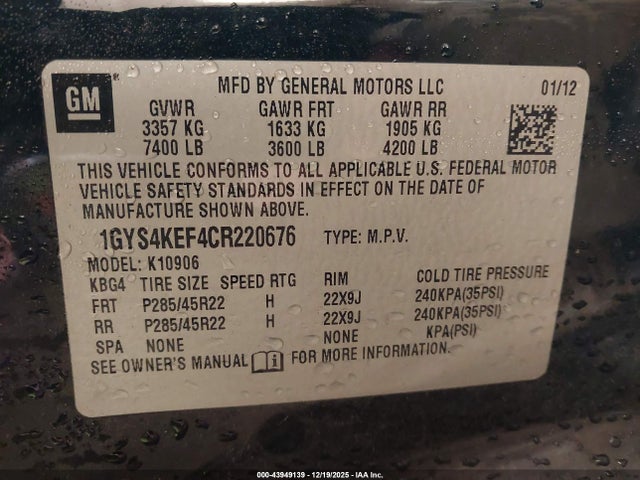 GM ®
MFD BY GENERAL MOTORS LLC 01/12
GVWR GAWR FRT GAWR RR
3357 KG 1633 KG 1905 KG
7400 LB 3600 LB 4200 LB
THIS VEHICLE CONFORMS TO ALL APPLICABLE U.S. FEDERAL MOTOR
VEHICLE SAFETY STANDARDS IN EFFECT ON THE DATE OF
MANUFACTURE SHOWN ABOVE.
1GYS4KEF4CR220676 TYPE: M.P.V.
MODEL: K10906
KBG4 TIRE SIZE SPEED RTG RIM COLD TIRE PRESSURE
FRT P285/45R22 H 22X9J 240KPA(35PSI)
RR P285/45R22 H 22X9J 240KPA(35PSI)
SPA NONE NONE KPA(PSI)
SEE OWNER'S MANUAL FOR MORE INFORMATION.
000-43949139 - 12/19/2025 - IAA Inc.